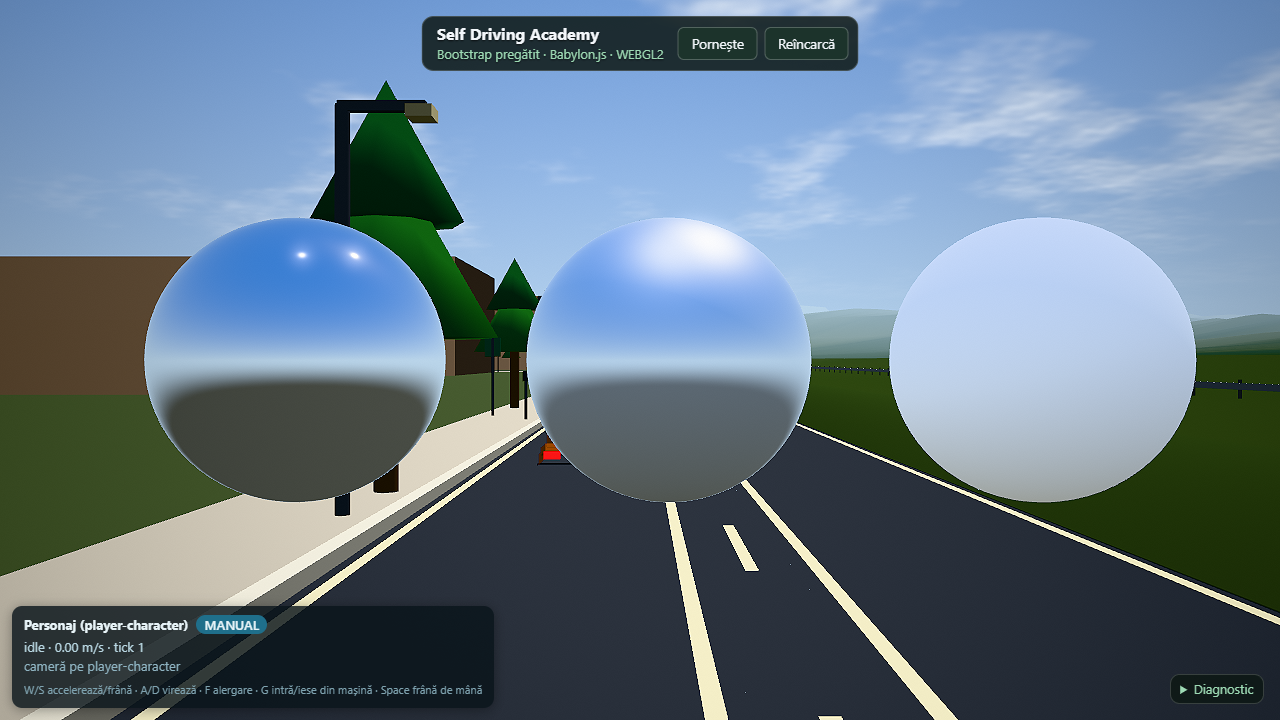 Self Driving Academy
Bootstrap pregătit · Babylon.js · WEBGL2
Pornește
Reîncarcă
Personaj (player-character) MANUAL
idle · 0.00 m/s · tick 1
cameră pe player-character
W/S accelerează/frână · A/D virează · F alergare · G intră/iese din mașină · Space frână de mână
▶ Diagnostic